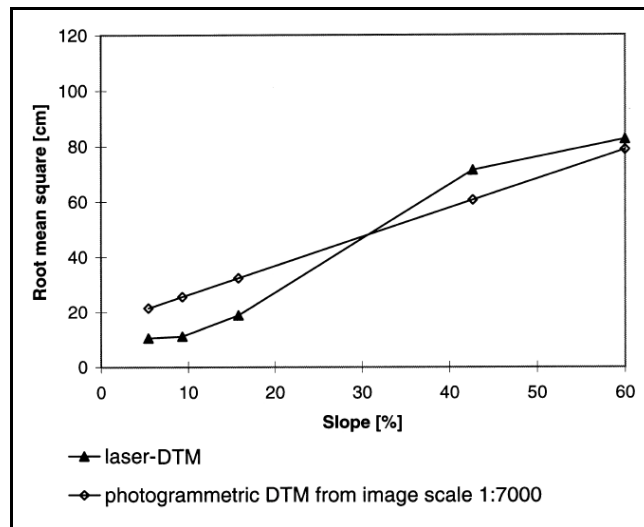 120
100
80
60
40
20
0
Root mean square [cm]
0 10 20 30 40 50 60
Slope [%]
laser-DTM
photogrammetric DTM from image scale 1:7000